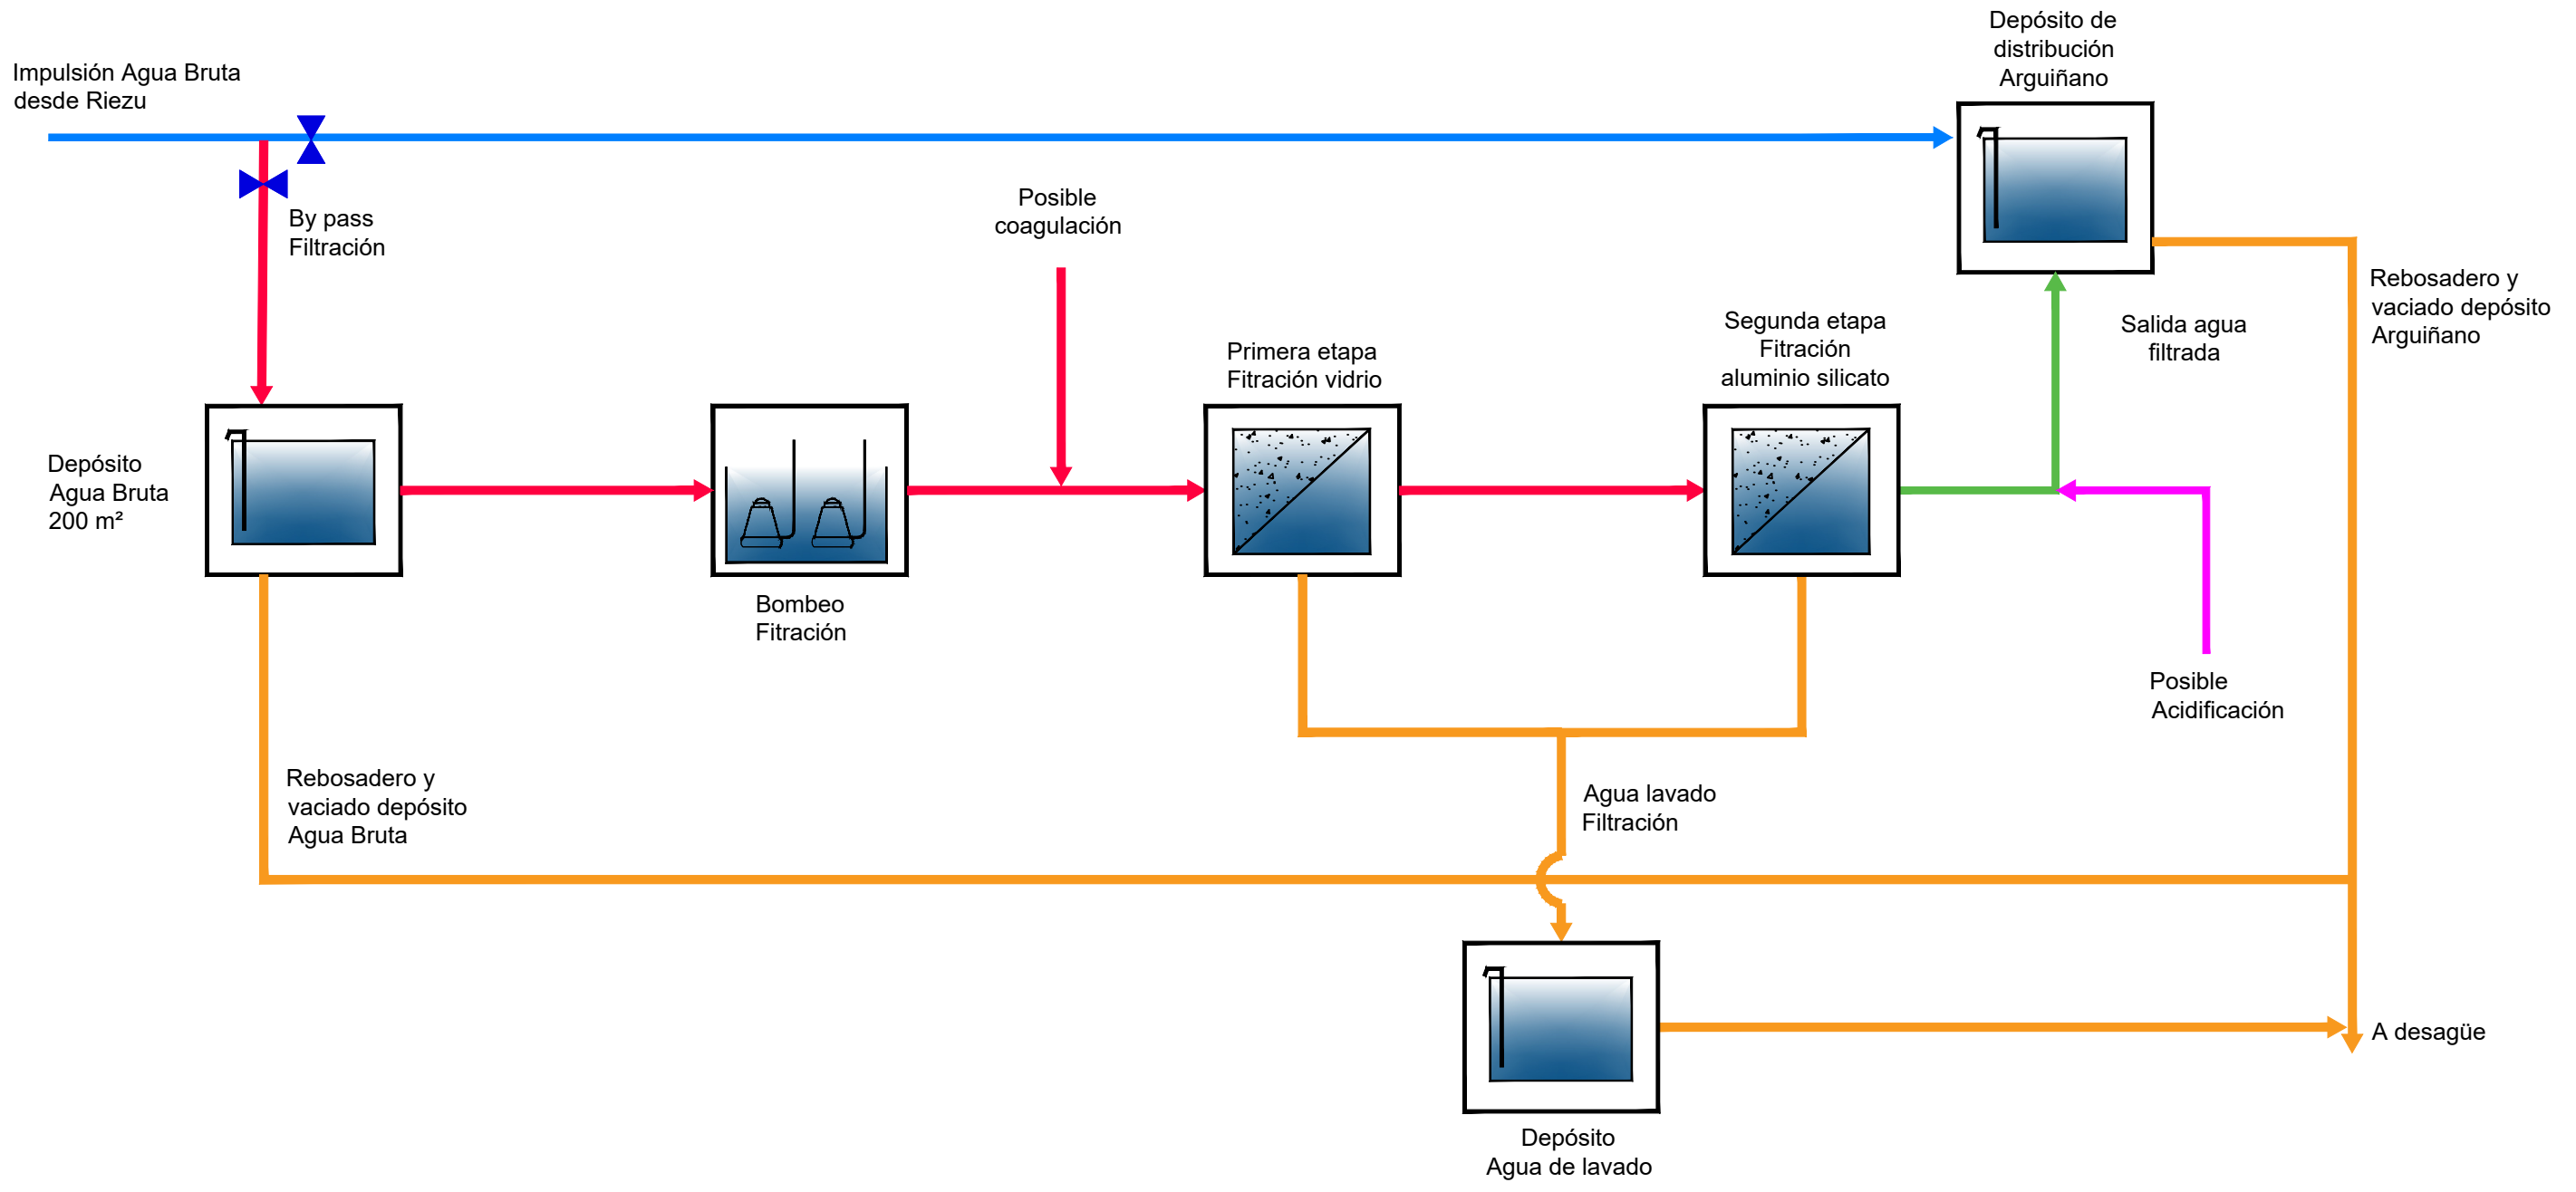 Depósito de
distribución
Arguiñano
Impulsión Agua Bruta
desde Riezu
By pass
Filtración
Posible
coagulación
Rebosadero y
vaciado depósito
Arguiñano
Salida agua
filtrada
Segunda etapa
Fitración
aluminio silicato
Primera etapa
Fitración vidrio
Depósito
Agua Bruta
200 m²
Bombeo
Fitración
Posible
Acidificación
Rebosadero y
vaciado depósito
Agua Bruta
Agua lavado
Filtración
A desagüe
Depósito
Agua de lavado